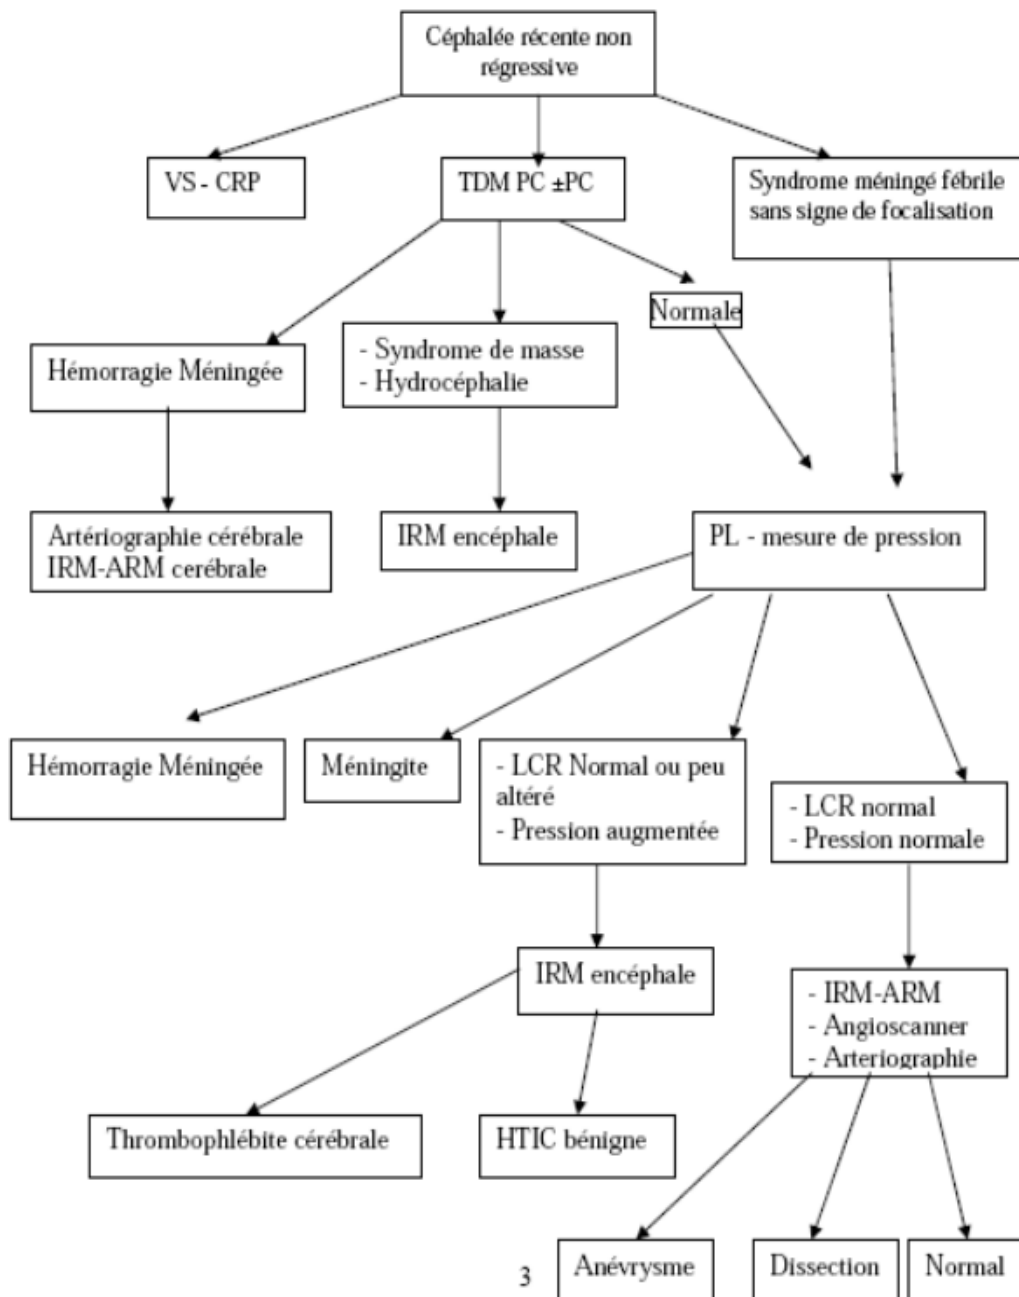 Céphalée récente non
régressive
VS - CRP
TDM PC ±PC
Syndrome méningé fébrile
sans signe de focalisation
Normale
Hémorragie Méningée
- Syndrome de masse
- Hydrocéphalie
Artériographie cérébrale
IRM-ARM cerébrale
IRM encéphale
PL - mesure de pression
Hémorragie Méningée
Méningite
- LCR Normal ou peu
altéré
- Pression augmentée
- LCR normal
- Pression normale
IRM encéphale
- IRM-ARM
- Angioscanner
- Arteriographie
Thrombophlébite cérébrale
HTIC bénigne
Anévrysme
Dissection
Normal
3